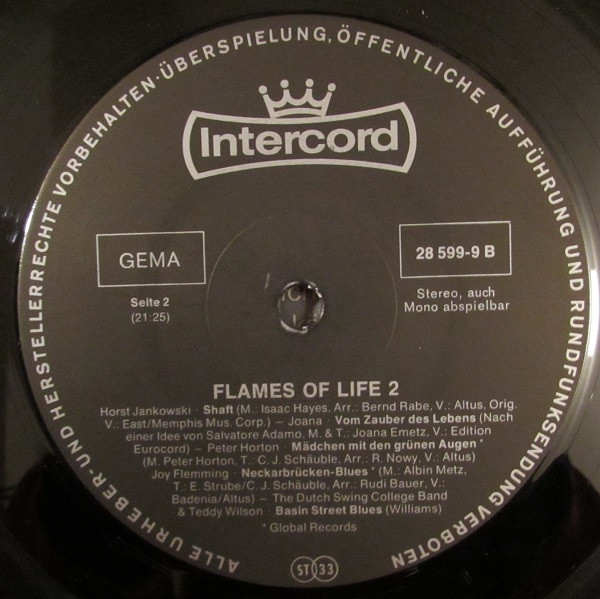 ALLE URHEBER- UND HERSTELLERRECHTE VORBEHALTEN · ÜBERSPIELUNG, ÖFFENTLICHE AUFFÜHRUNG UND RUNDFUNKSENDUNG VERBOTEN
Intercord
GEMA
28 599-9 B
Seite 2
(21:25)
Stereo, auch
Mono abspielbar
FLAMES OF LIFE 2
Horst Jankowski · Shaft (M.: Isaac Hayes, Arr.: Bernd Rabe, V.: Altus, Orig.
V.: East/Memphis Mus. Corp.) – Joana · Vom Zauber des Lebens (Nach
einer Idee von Salvatore Adamo, M. & T.: Joana Emetz, V.: Edition
Eurocord) – Peter Horton · Mädchen mit den grünen Augen *
(M. Peter Horton, T.: C. J. Schäuble, Arr.: R. Nowy, V.: Altus)
Joy Flemming · Neckarbrücken-Blues * (M.: Albin Metz,
T.: E. Strube/C. J. Schäuble, Arr.: Rudi Bauer, V.:
Badenia/Altus) – The Dutch Swing College Band
& Teddy Wilson · Basin Street Blues (Williams)
* Global Records
ST 33